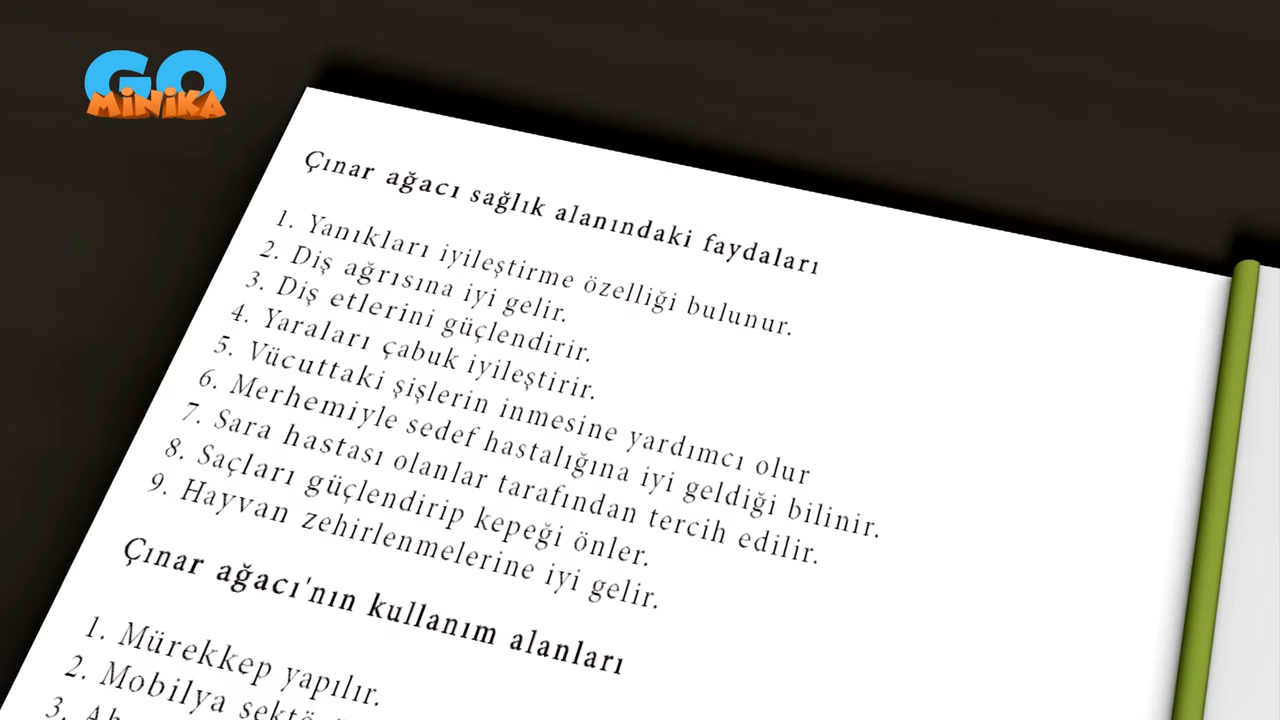 GO
MİNİKA
Çınar ağacı sağlık alanındaki faydaları
1. Yanıkları iyileştirme özelliği bulunur.
2. Diş ağrısına iyi gelir.
3. Diş etlerini güçlendirir.
4. Yaraları çabuk iyileştirir.
5. Vücuttaki şişlerin inmesine yardımcı olur
6. Merhemiyle sedef hastalığına iyi geldiği bilinir.
7. Sara hastası olanlar tarafından tercih edilir.
8. Saçları güçlendirip kepeği önler.
9. Hayvan zehirlenmelerine iyi gelir.
Çınar ağacı'nın kullanım alanları
1. Mürekkep yapılır.
2. Mobilya
3.